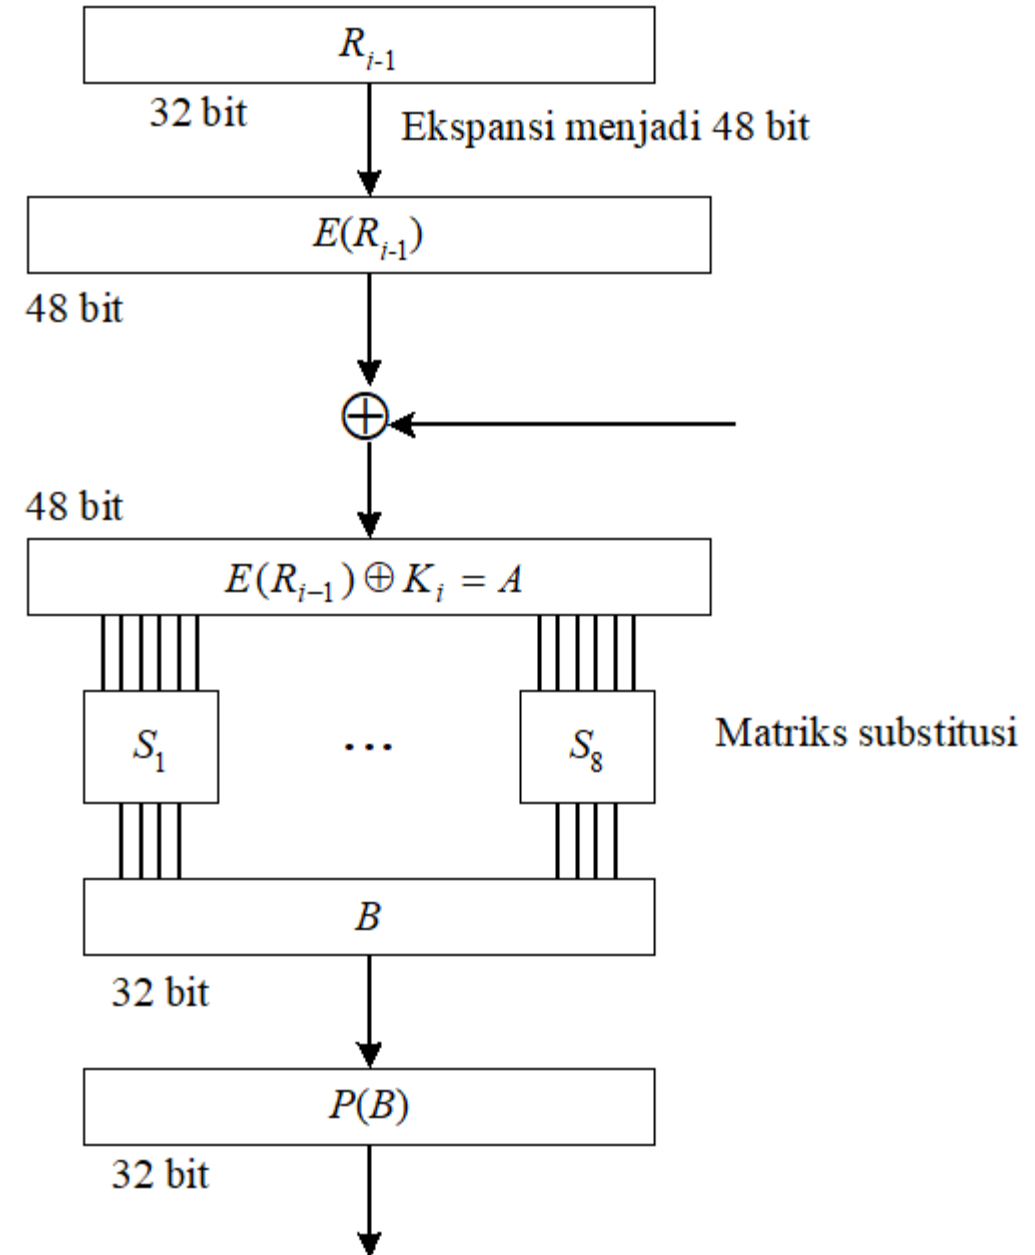 R_{i-1}
32 bit
Ekspansi menjadi 48 bit
E(R_{i-1})
48 bit
⊕
48 bit
E(R_{i−1}) ⊕ K_i = A
S_1
...
S_8
Matriks substitusi
B
32 bit
P(B)
32 bit